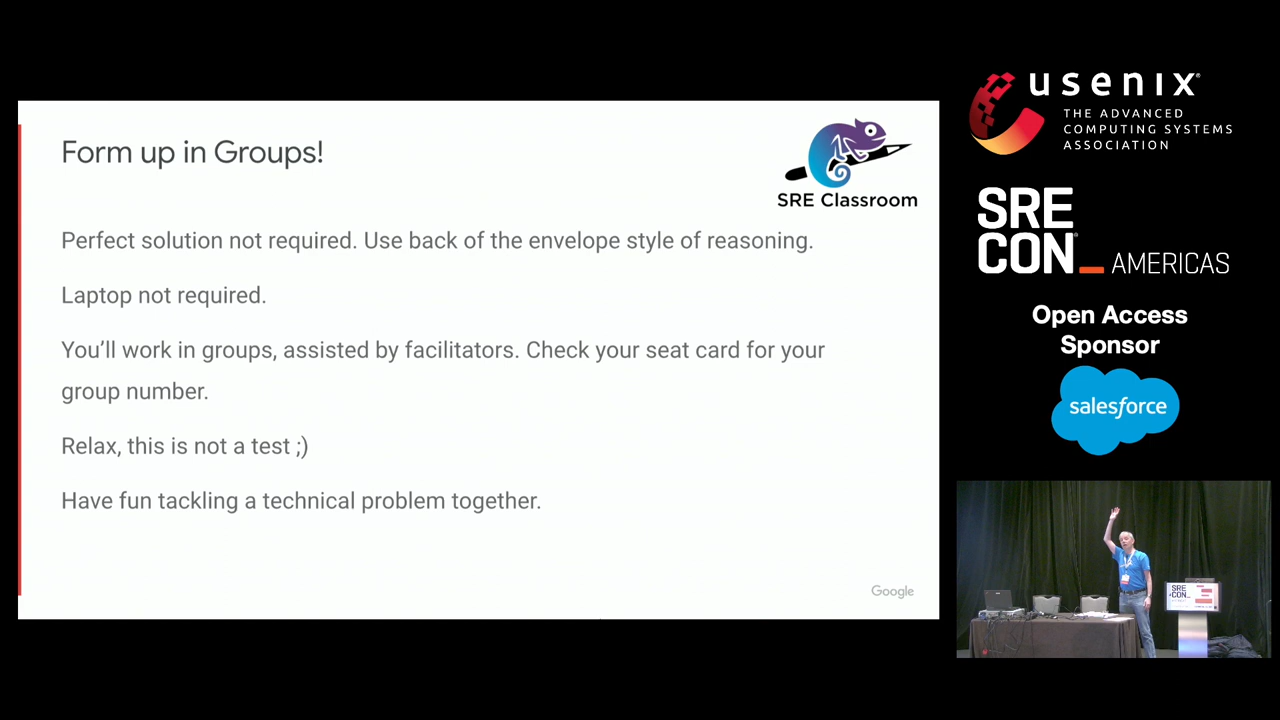 Form up in Groups!
SRE Classroom
Perfect solution not required. Use back of the envelope style of reasoning.
Laptop not required.
You’ll work in groups, assisted by facilitators. Check your seat card for your
group number.
Relax, this is not a test ;)
Have fun tackling a technical problem together.
Google
usenix®
THE ADVANCED
COMPUTING SYSTEMS
ASSOCIATION
SRE
CON
AMERICAS
Open Access
Sponsor
salesforce
SRE
CON